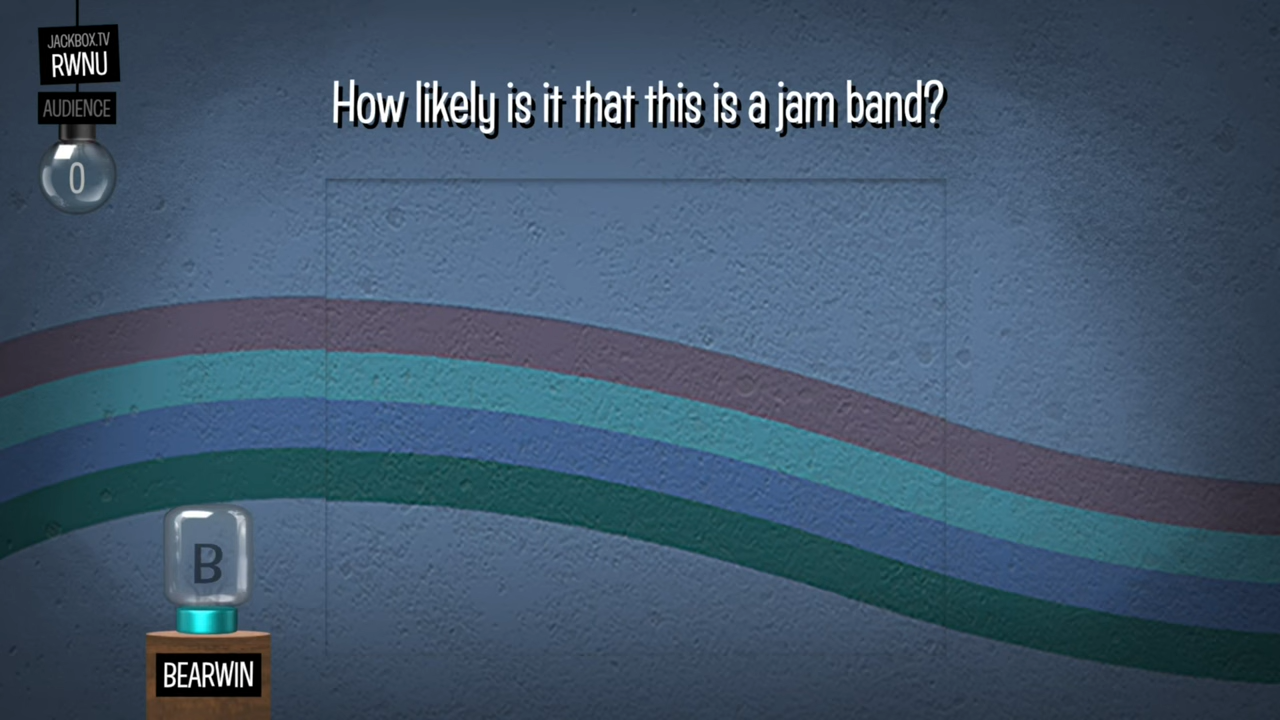 JACKBOX.TV
RWNU
AUDIENCE
0
How likely is it that this is a jam band?
B
BEARWIN